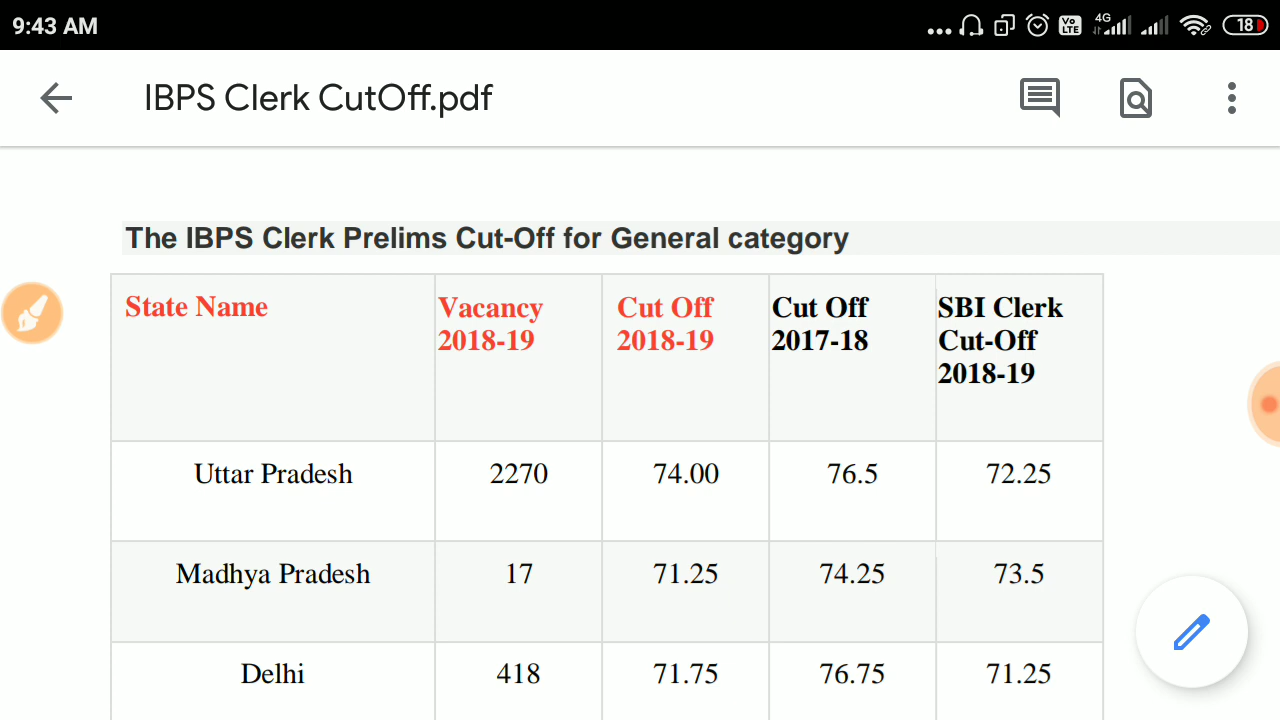 9:43 AM
Vo LTE 4G 18
IBPS Clerk CutOff.pdf
The IBPS Clerk Prelims Cut-Off for General category
State Name Vacancy 2018-19 Cut Off 2018-19 Cut Off 2017-18 SBI Clerk Cut-Off 2018-19
Uttar Pradesh 2270 74.00 76.5 72.25
Madhya Pradesh 17 71.25 74.25 73.5
Delhi 418 71.75 76.75 71.25